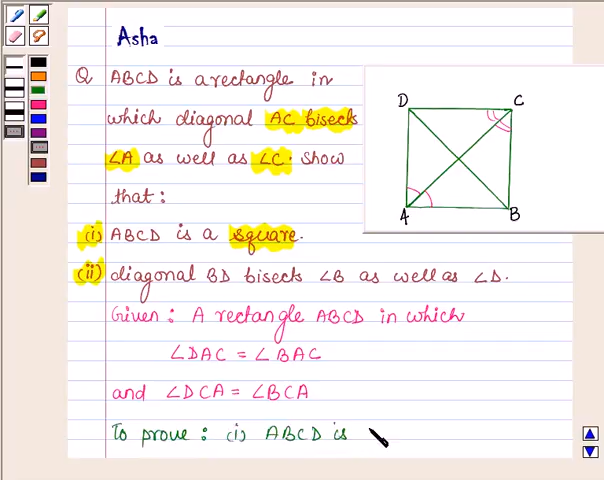 Asha
Q ABCD is a rectangle in
which diagonal AC bisects
∠A as well as ∠C. Show
that :
(i) ABCD is a square.
(ii) diagonal BD bisects ∠B as well as ∠D.
Given : A rectangle ABCD in which
∠DAC = ∠BAC
and ∠DCA = ∠BCA
To prove : (i) ABCD is
D C
A B